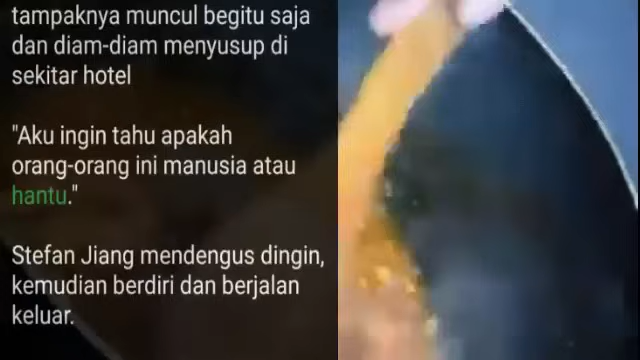 tampaknya muncul begitu saja
dan diam-diam menyusup di
sekitar hotel
"Aku ingin tahu apakah
orang-orang ini manusia atau
hantu."
Stefan Jiang mendengus dingin,
kemudian berdiri dan berjalan
keluar.